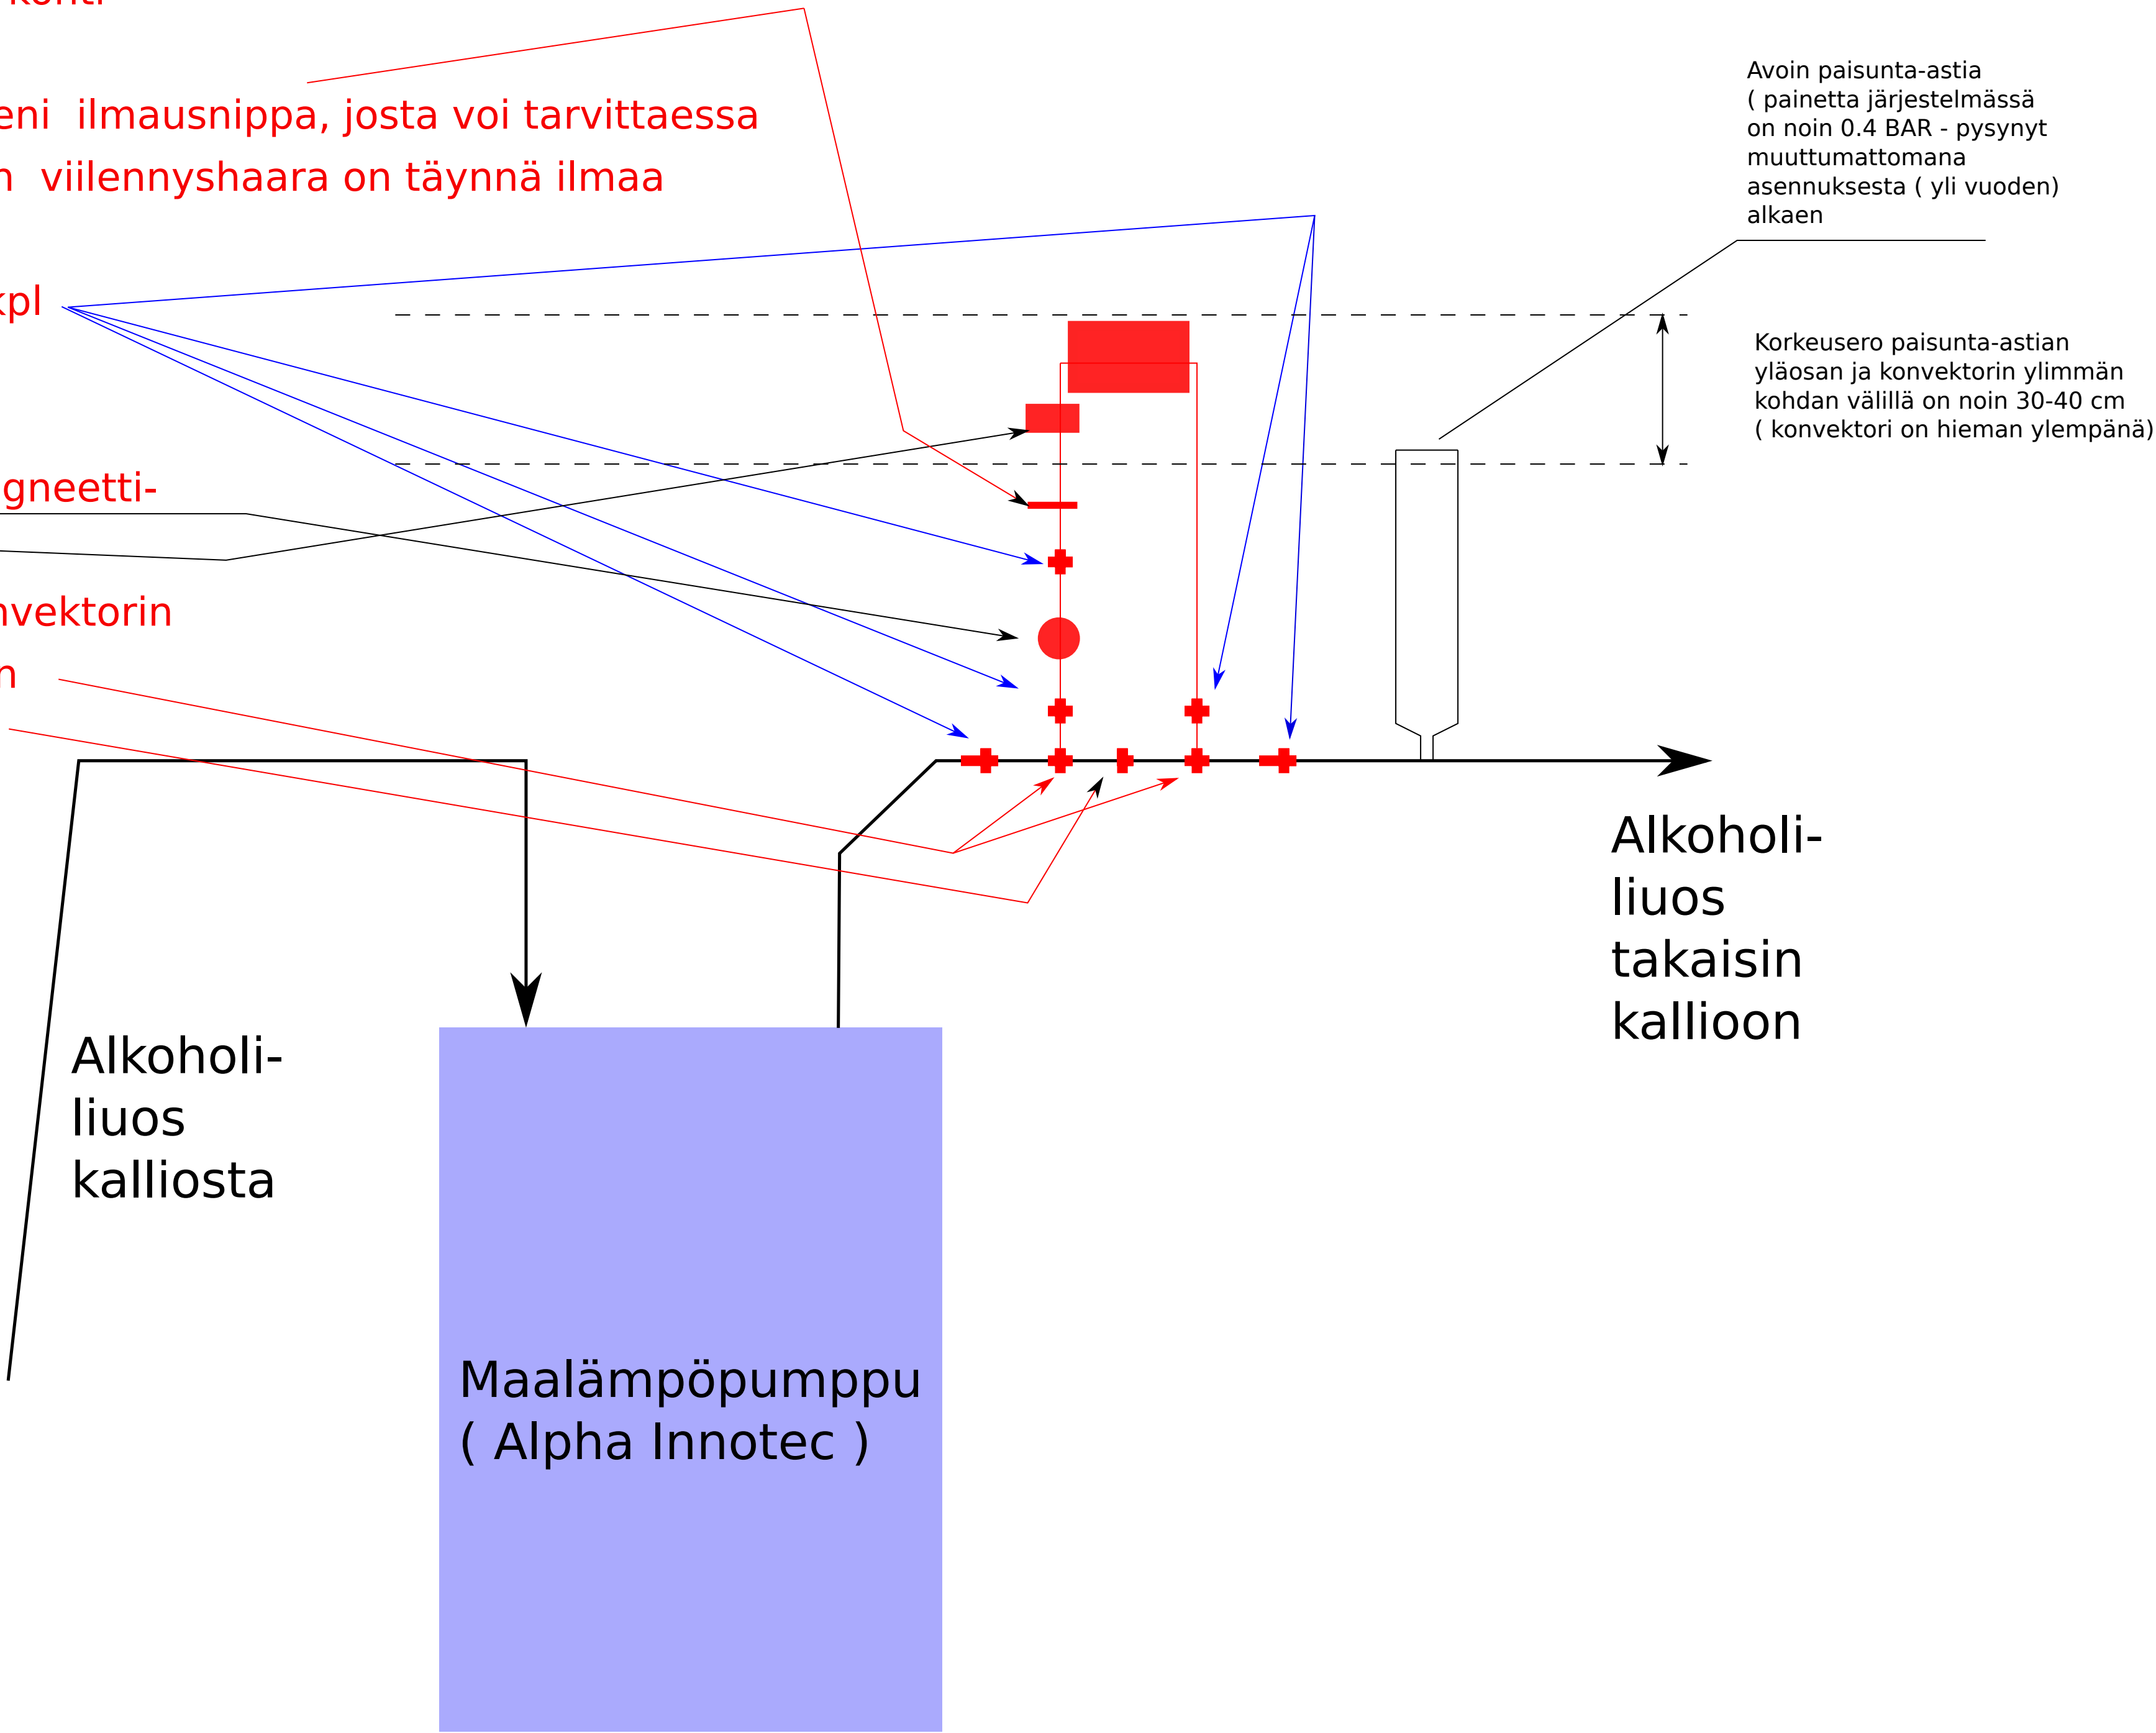 eni ilmausnippa, josta voi tarvittaessa
n viilennyshaara on täynnä ilmaa
kpl
gneetti-
nvektorin
n
Avoin paisunta-astia
( painetta järjestelmässä
on noin 0.4 BAR - pysynyt
muuttumattomana
asennuksesta ( yli vuoden)
alkaen
Korkeusero paisunta-astian
yläosan ja konvektorin ylimmän
kohdan välillä on noin 30-40 cm
( konvektori on hieman ylempänä)
Alkoholi-
liuos
takaisin
kallioon
Alkoholi-
liuos
kalliosta
Maalämpöpumppu
( Alpha Innotec )